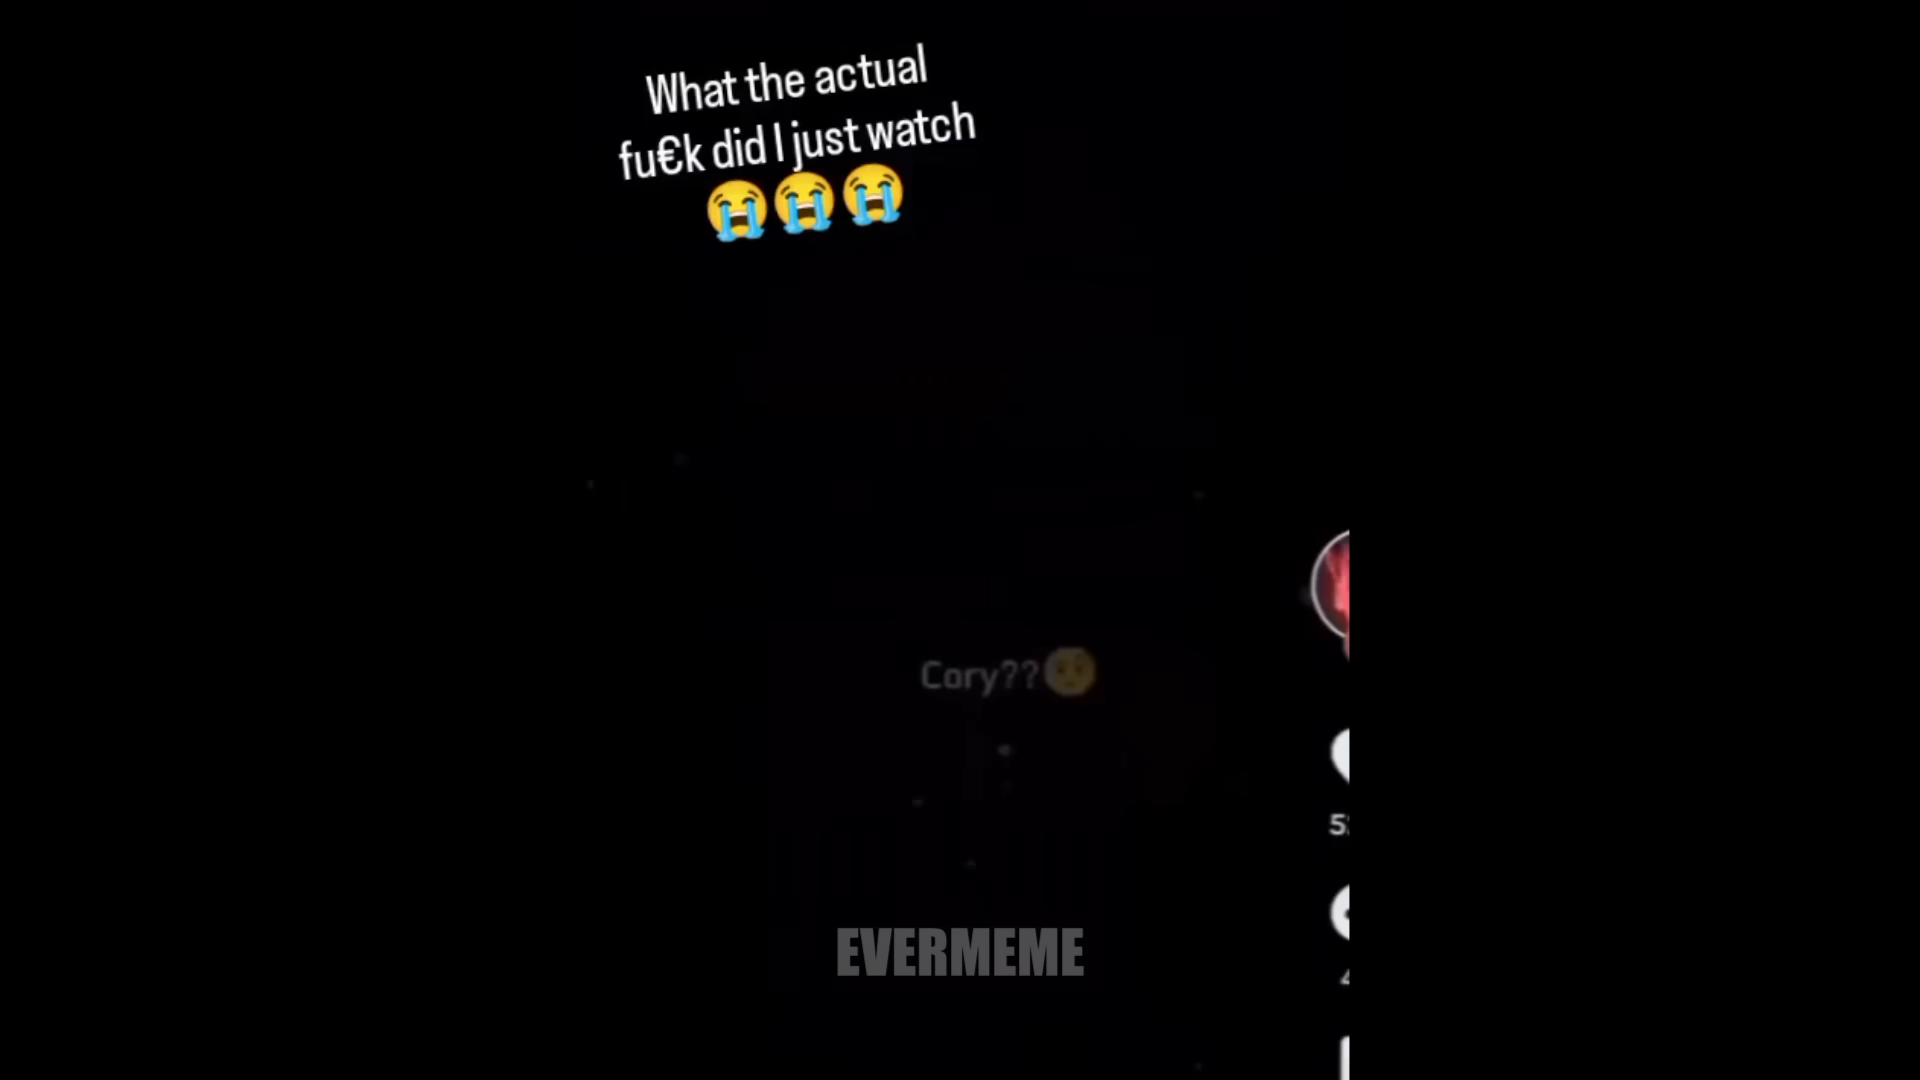 What the actual
fu€k did I just watch
😭😭😭
Cory??🤨
EVERMEME